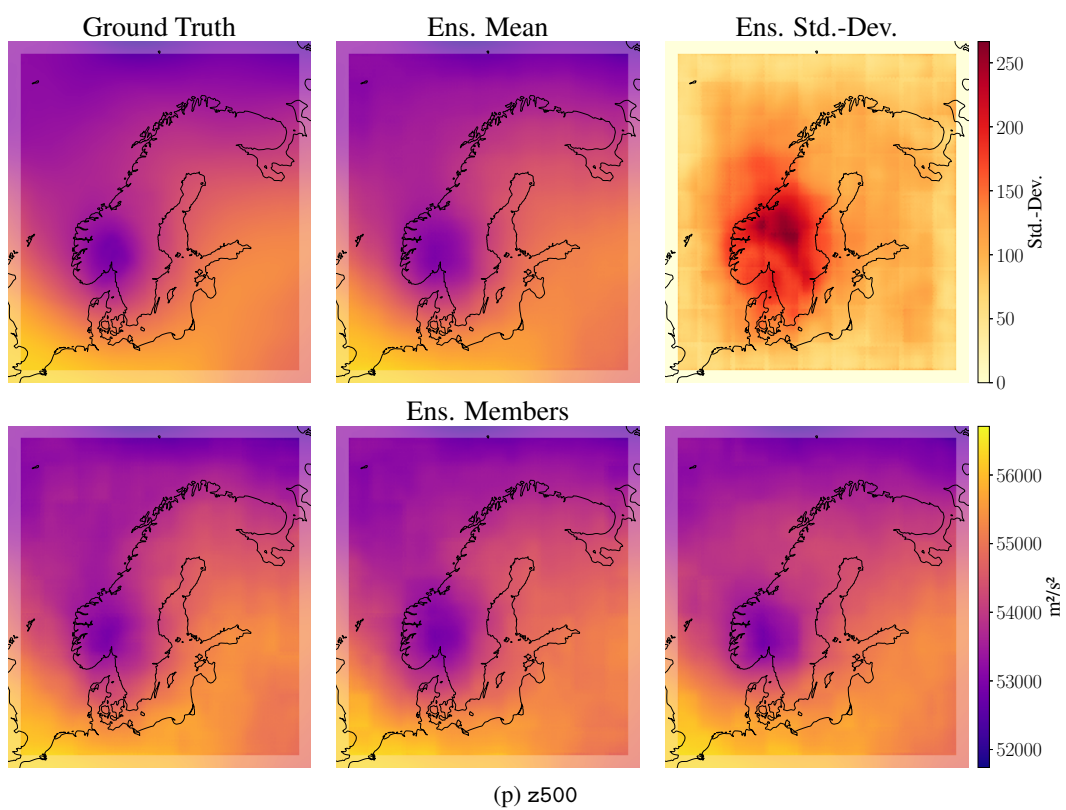 Ground Truth
Ens. Mean
Ens. Std.-Dev.
250
200
150
100
50
0
Std.-Dev.
Ens. Members
56000
55000
54000
53000
52000
m²/s²
(p) z500